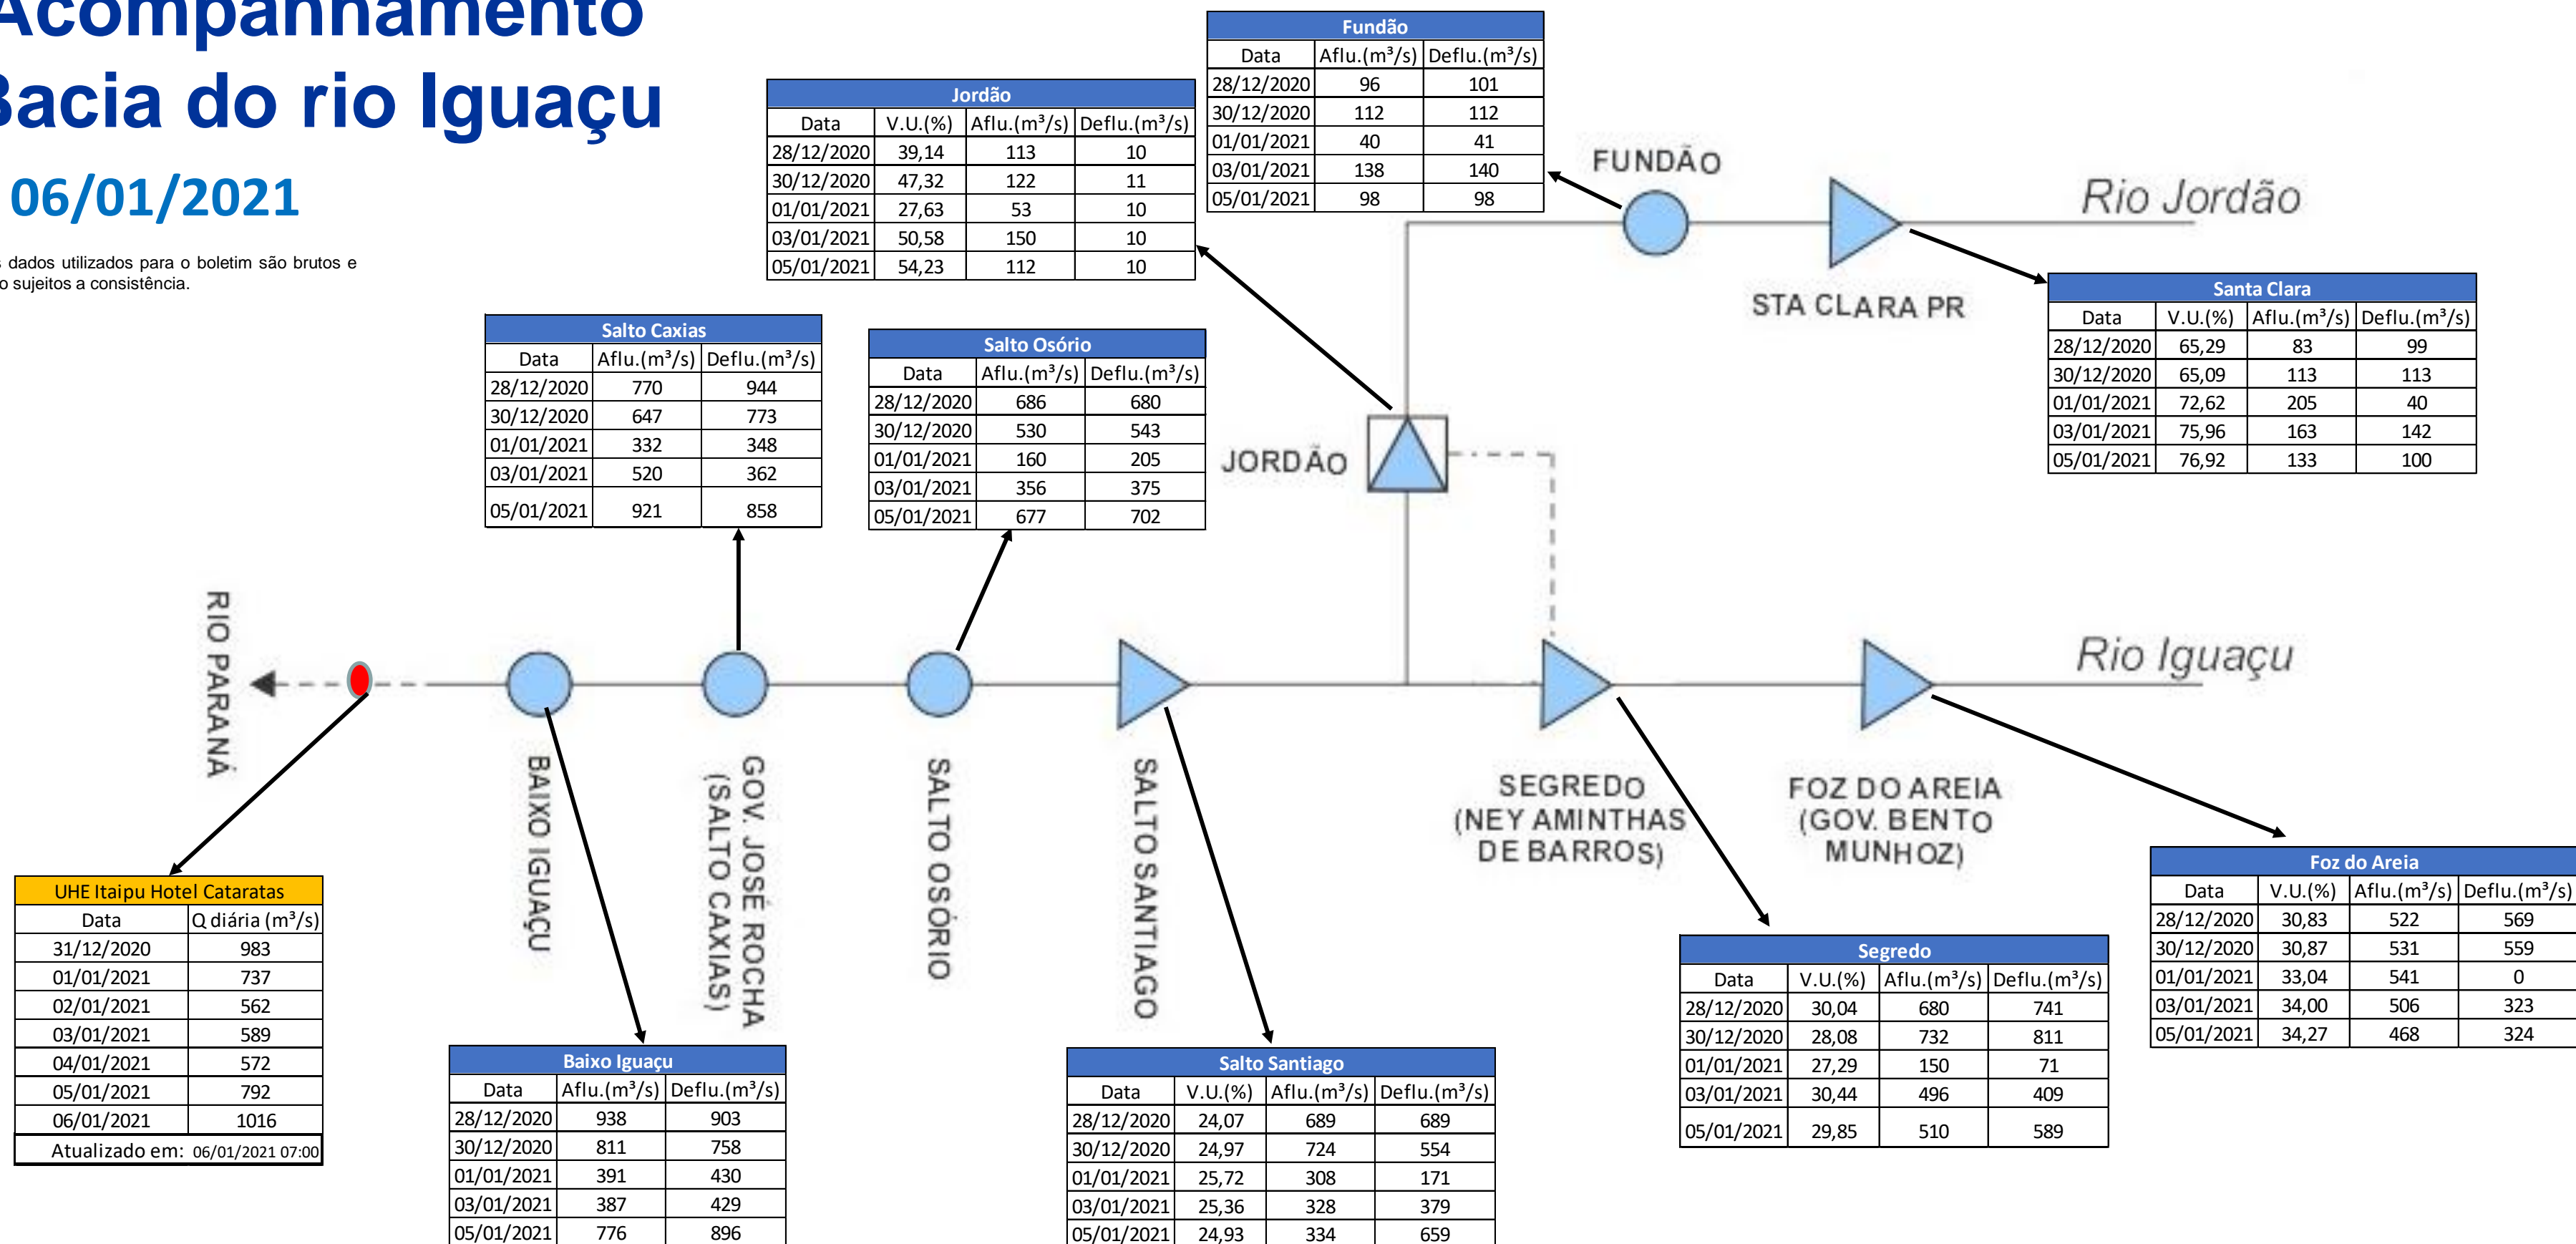 Acompanhamento
Bacia do rio Iguaçu
06/01/2021
dados utilizados para o boletim são brutos e
sujeitos a consistência.
Fundão
Data Aflu.(m³/s) Deflu.(m³/s)
28/12/2020 96 101
30/12/2020 112 112
01/01/2021 40 41
03/01/2021 138 140
05/01/2021 98 98
Jordão
Data V.U.(%) Aflu.(m³/s) Deflu.(m³/s)
28/12/2020 39,14 113 10
30/12/2020 47,32 122 11
01/01/2021 27,63 53 10
03/01/2021 50,58 150 10
05/01/2021 54,23 112 10
FUNDÃO
STA CLARA PR
Rio Jordão
Santa Clara
Data V.U.(%) Aflu.(m³/s) Deflu.(m³/s)
28/12/2020 65,29 83 99
30/12/2020 65,09 113 113
01/01/2021 72,62 205 40
03/01/2021 75,96 163 142
05/01/2021 76,92 133 100
Salto Caxias
Data Aflu.(m³/s) Deflu.(m³/s)
28/12/2020 770 944
30/12/2020 647 773
01/01/2021 332 348
03/01/2021 520 362
05/01/2021 921 858
Salto Osório
Data Aflu.(m³/s) Deflu.(m³/s)
28/12/2020 686 680
30/12/2020 530 543
01/01/2021 160 205
03/01/2021 356 375
05/01/2021 677 702
JORDÃO
RIO PARANÁ
Rio Iguaçu
BAIXO IGUAÇU
GOV. JOSÉ ROCHA
(SALTO CAXIAS)
SALTO OSÓRIO
SALTO SANTIAGO
SEGREDO
(NEY AMINTHAS
DE BARROS)
FOZ DO AREIA
(GOV. BENTO
MUNHOZ)
UHE Itaipu Hotel Cataratas
Data Q diária (m³/s)
31/12/2020 983
01/01/2021 737
02/01/2021 562
03/01/2021 589
04/01/2021 572
05/01/2021 792
06/01/2021 1016
Atualizado em: 06/01/2021 07:00
Baixo Iguaçu
Data Aflu.(m³/s) Deflu.(m³/s)
28/12/2020 938 903
30/12/2020 811 758
01/01/2021 391 430
03/01/2021 387 429
05/01/2021 776 896
Salto Santiago
Data V.U.(%) Aflu.(m³/s) Deflu.(m³/s)
28/12/2020 24,07 689 689
30/12/2020 24,97 724 554
01/01/2021 25,72 308 171
03/01/2021 25,36 328 379
05/01/2021 24,93 334 659
Segredo
Data V.U.(%) Aflu.(m³/s) Deflu.(m³/s)
28/12/2020 30,04 680 741
30/12/2020 28,08 732 811
01/01/2021 27,29 150 71
03/01/2021 30,44 496 409
05/01/2021 29,85 510 589
Foz do Areia
Data V.U.(%) Aflu.(m³/s) Deflu.(m³/s)
28/12/2020 30,83 522 569
30/12/2020 30,87 531 559
01/01/2021 33,04 541 0
03/01/2021 34,00 506 323
05/01/2021 34,27 468 324